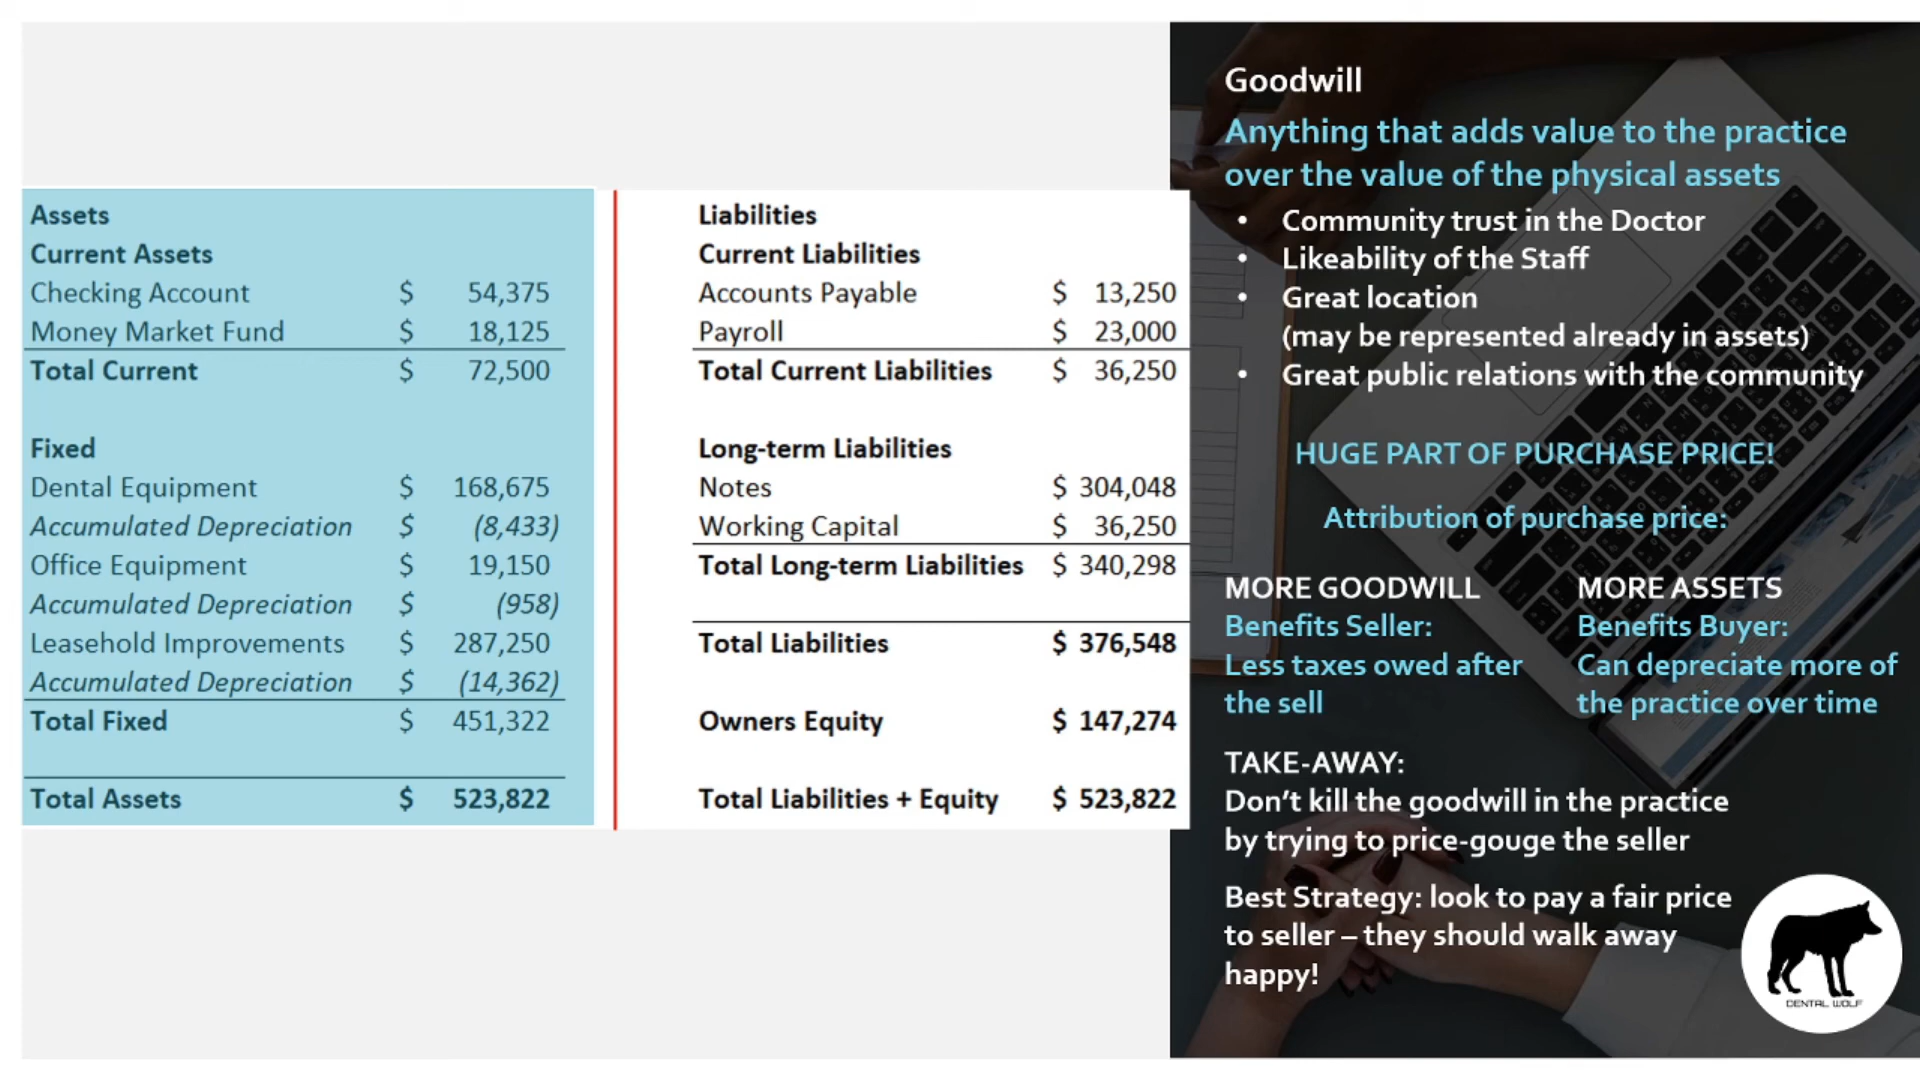 Assets
Current Assets
Checking Account $ 54,375
Money Market Fund $ 18,125
Total Current $ 72,500
Fixed
Dental Equipment $ 168,675
Accumulated Depreciation $ (8,433)
Office Equipment $ 19,150
Accumulated Depreciation $ (958)
Leasehold Improvements $ 287,250
Accumulated Depreciation $ (14,362)
Total Fixed $ 451,322
Total Assets $ 523,822
Liabilities
Current Liabilities
Accounts Payable $ 13,250
Payroll $ 23,000
Total Current Liabilities $ 36,250
Long-term Liabilities
Notes $ 304,048
Working Capital $ 36,250
Total Long-term Liabilities $ 340,298
Total Liabilities $ 376,548
Owners Equity $ 147,274
Total Liabilities + Equity $ 523,822
Goodwill
Anything that adds value to the practice
over the value of the physical assets
• Community trust in the Doctor
• Likeability of the Staff
• Great location
(may be represented already in assets)
• Great public relations with the community
HUGE PART OF PURCHASE PRICE!
Attribution of purchase price:
MORE GOODWILL
Benefits Seller:
Less taxes owed after
the sell
MORE ASSETS
Benefits Buyer:
Can depreciate more of
the practice over time
TAKE-AWAY:
Don't kill the goodwill in the practice
by trying to price-gouge the seller
Best Strategy: look to pay a fair price
to seller – they should walk away
happy!
DENTAL WOLF